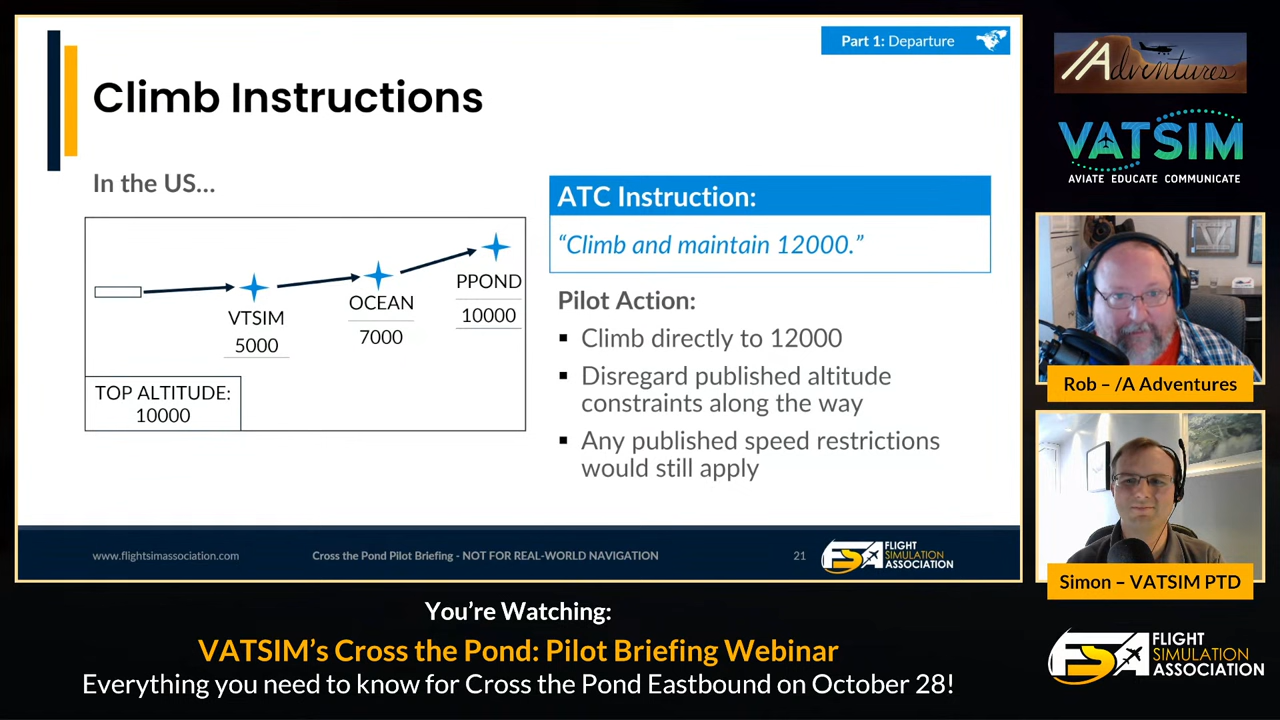 Part 1: Departure
Climb Instructions
In the US...
VTSIM
5000
OCEAN
7000
PPOND
10000
TOP ALTITUDE:
10000
ATC Instruction:
“Climb and maintain 12000.”
Pilot Action:
▪ Climb directly to 12000
▪ Disregard published altitude
constraints along the way
▪ Any published speed restrictions
would still apply
www.flightsimassociation.com
Cross the Pond Pilot Briefing - NOT FOR REAL-WORLD NAVIGATION
21
FSA FLIGHT
SIMULATION
ASSOCIATION
/Adventures
VATSIM
AVIATE EDUCATE COMMUNICATE
Rob – /A Adventures
Simon – VATSIM PTD
You’re Watching:
VATSIM’s Cross the Pond: Pilot Briefing Webinar
Everything you need to know for Cross the Pond Eastbound on October 28!
FSA FLIGHT
SIMULATION
ASSOCIATION